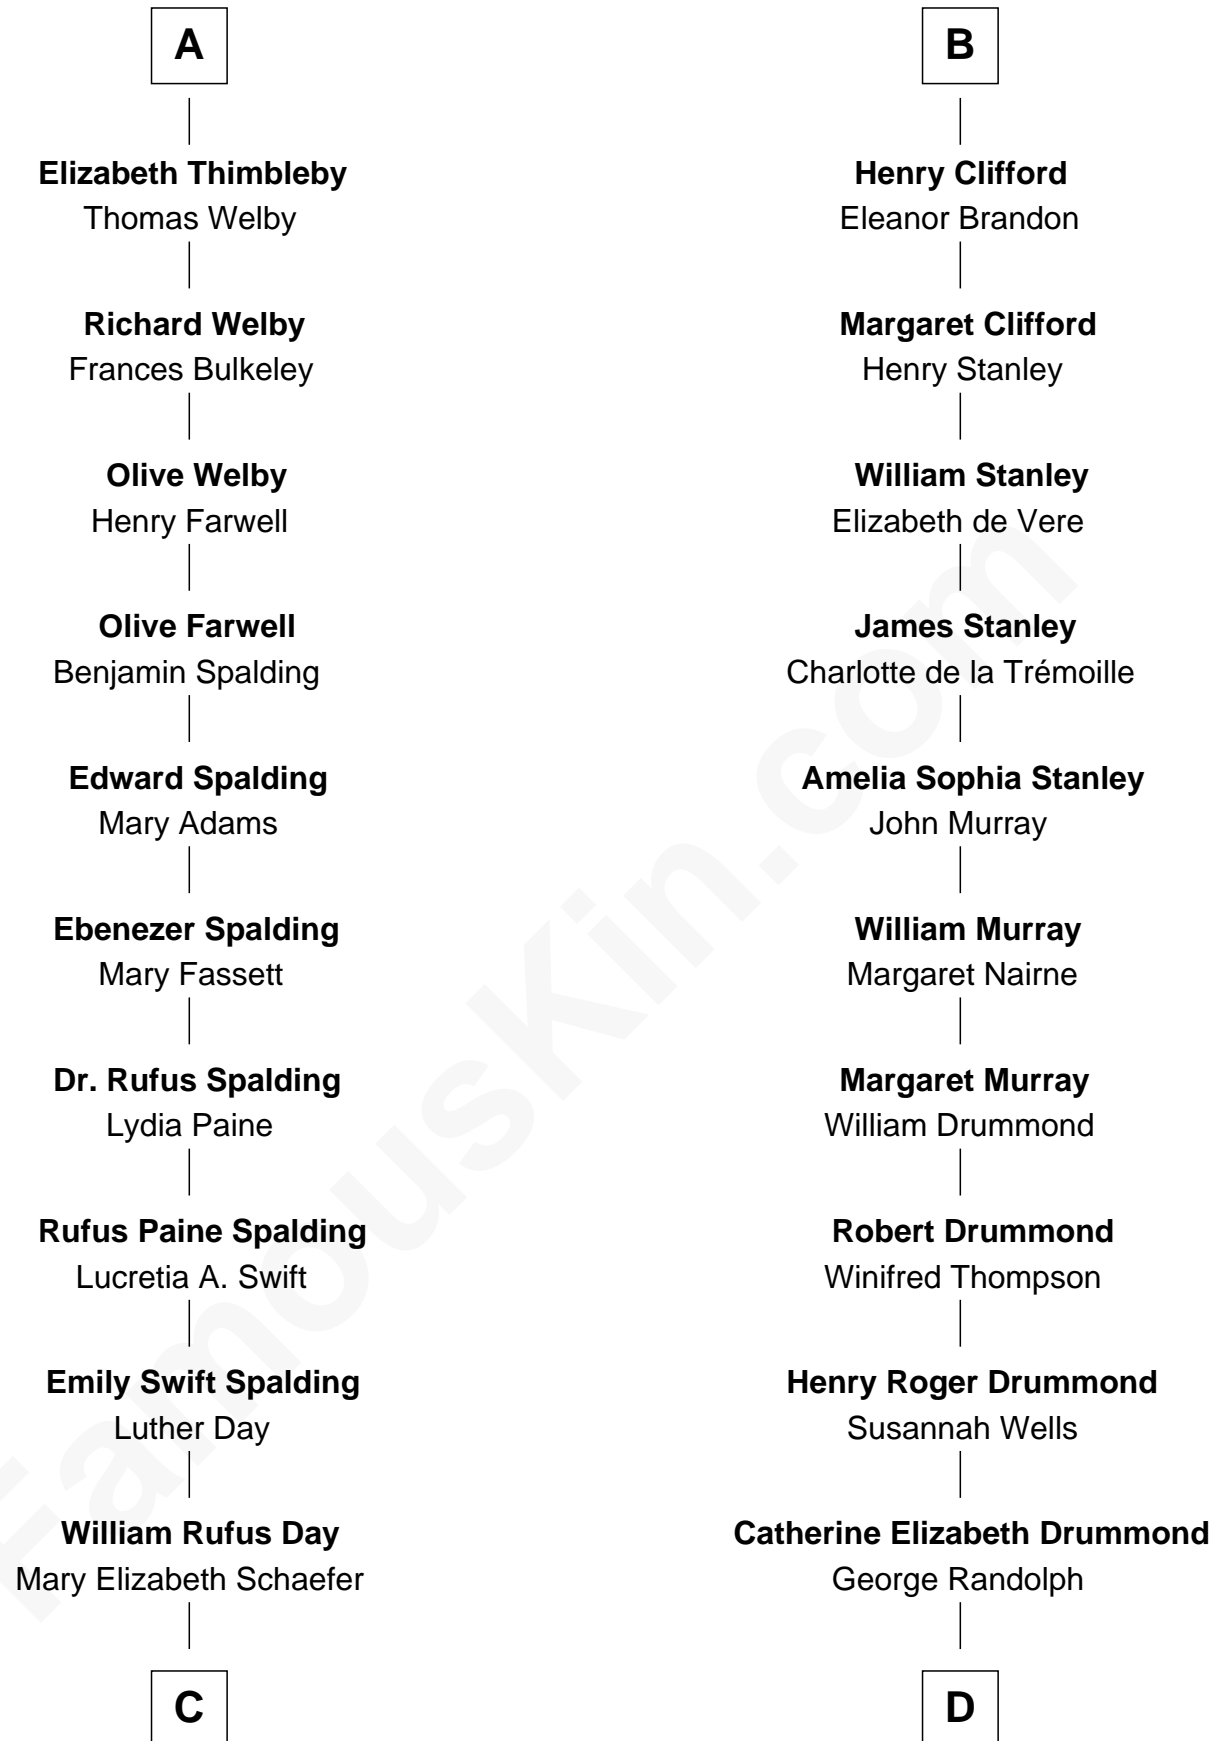 A
Elizabeth Thimbleby
Thomas Welby
Richard Welby
Frances Bulkeley
Olive Welby
Henry Farwell
Olive Farwell
Benjamin Spalding
Edward Spalding
Mary Adams
Ebenezer Spalding
Mary Fassett
Dr. Rufus Spalding
Lydia Paine
Rufus Paine Spalding
Lucretia A. Swift
Emily Swift Spalding
Luther Day
William Rufus Day
Mary Elizabeth Schaefer
C
B
Henry Clifford
Eleanor Brandon
Margaret Clifford
Henry Stanley
William Stanley
Elizabeth de Vere
James Stanley
Charlotte de la Trémoille
Amelia Sophia Stanley
John Murray
William Murray
Margaret Nairne
Margaret Murray
William Drummond
Robert Drummond
Winifred Thompson
Henry Roger Drummond
Susannah Wells
Catherine Elizabeth Drummond
George Randolph
D
FamousKin.com